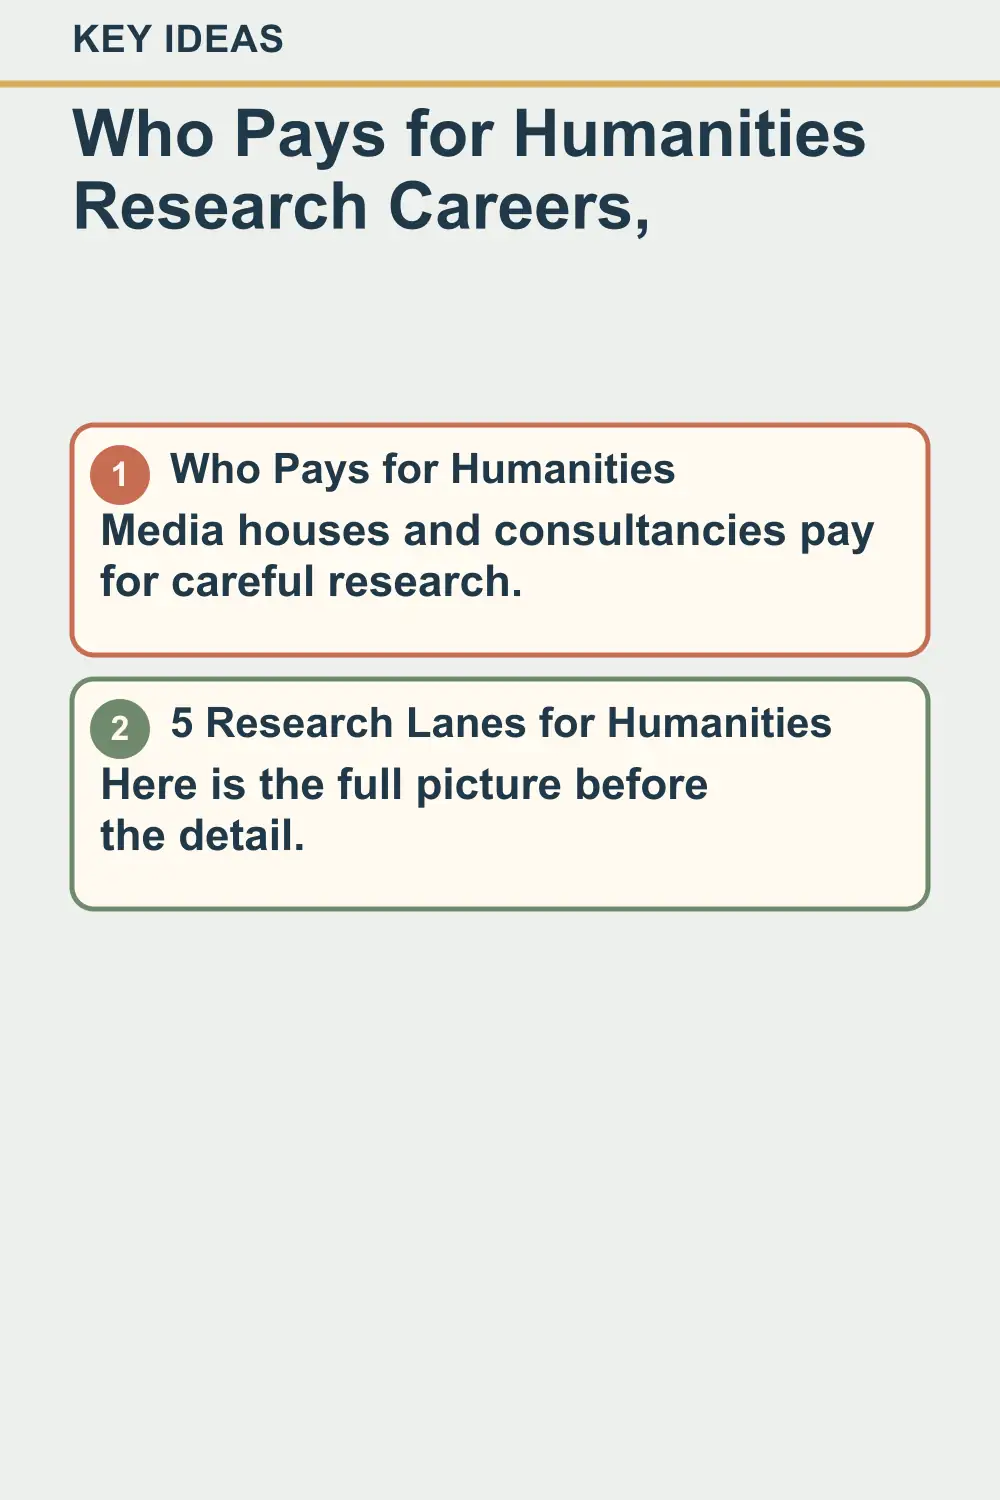 KEY IDEAS
Who Pays for Humanities
Research Careers,
1 Who Pays for Humanities
Media houses and consultancies pay
for careful research.
2 5 Research Lanes for Humanities
Here is the full picture before
the detail.